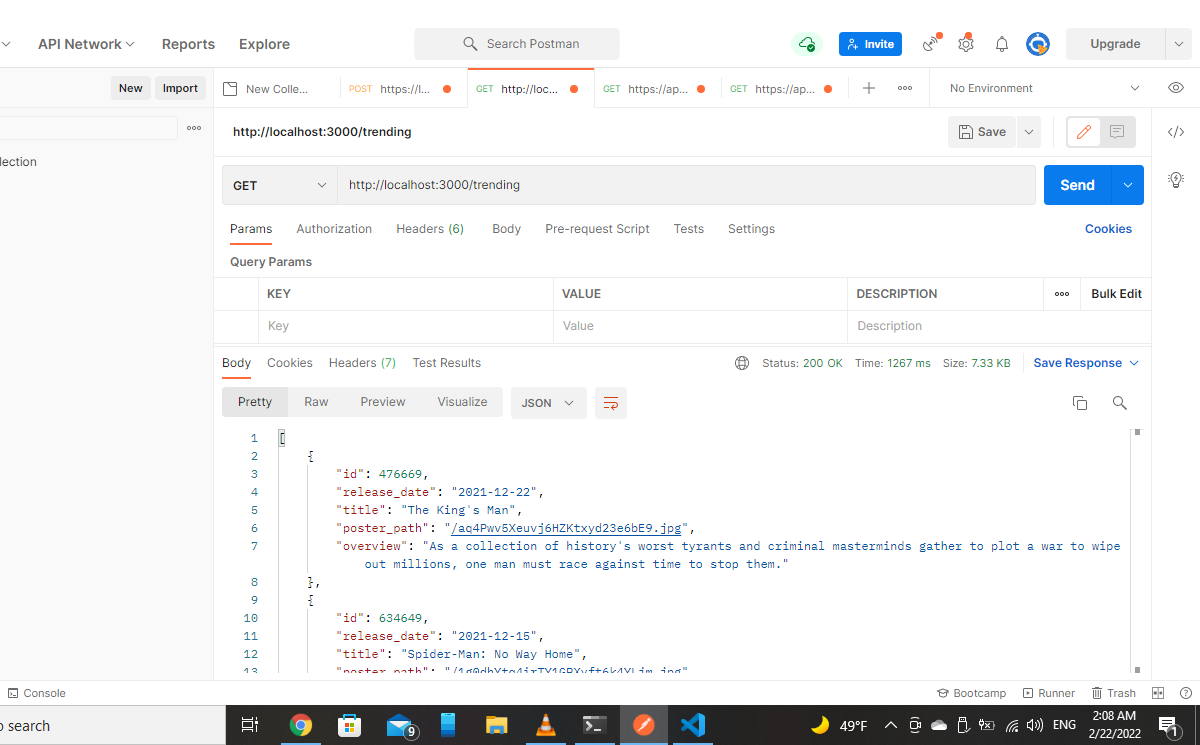 API Network Reports Explore Search Postman Invite Upgrade
New Import New Colle... POST https://l... GET http://loc... GET https://ap... GET https://ap... No Environment
http://localhost:3000/trending Save
lection
GET http://localhost:3000/trending Send
Params Authorization Headers (6) Body Pre-request Script Tests Settings Cookies
Query Params
KEY VALUE DESCRIPTION Bulk Edit
Key Value Description
Body Cookies Headers (7) Test Results Status: 200 OK Time: 1267 ms Size: 7.33 KB Save Response
Pretty Raw Preview Visualize JSON
1 [
2 {
3 "id": 476669,
4 "release_date": "2021-12-22",
5 "title": "The King's Man",
6 "poster_path": "/aq4Pwv5Xeuvj6HZKtxyd23e6bE9.jpg",
7 "overview": "As a collection of history's worst tyrants and criminal masterminds gather to plot a war to wipe
out millions, one man must race against time to stop them."
8 },
9 {
10 "id": 634649,
11 "release_date": "2021-12-15",
12 "title": "Spider-Man: No Way Home",
13 "poster_path":
Console Bootcamp Runner Trash
o search 9 49°F ENG 2:08 AM
2/22/2022 1